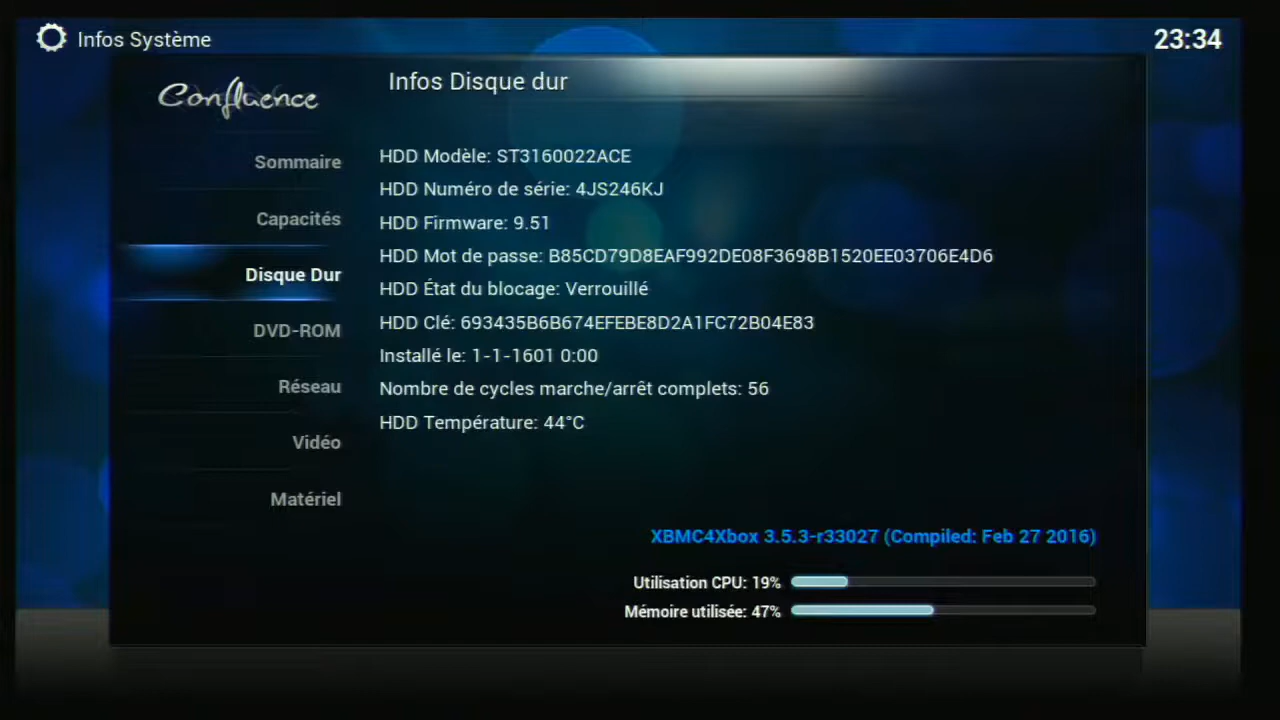 Infos Système
23:34
Confluence
Infos Disque dur
Sommaire
Capacités
Disque Dur
DVD-ROM
Réseau
Vidéo
Matériel
HDD Modèle: ST3160022ACE
HDD Numéro de série: 4JS246KJ
HDD Firmware: 9.51
HDD Mot de passe: B85CD79D8EAF992DE08F3698B1520EE03706E4D6
HDD État du blocage: Verrouillé
HDD Clé: 693435B6B674EFEBE8D2A1FC72B04E83
Installé le: 1-1-1601 0:00
Nombre de cycles marche/arrêt complets: 56
HDD Température: 44°C
XBMC4Xbox 3.5.3-r33027 (Compiled: Feb 27 2016)
Utilisation CPU: 19%
Mémoire utilisée: 47%